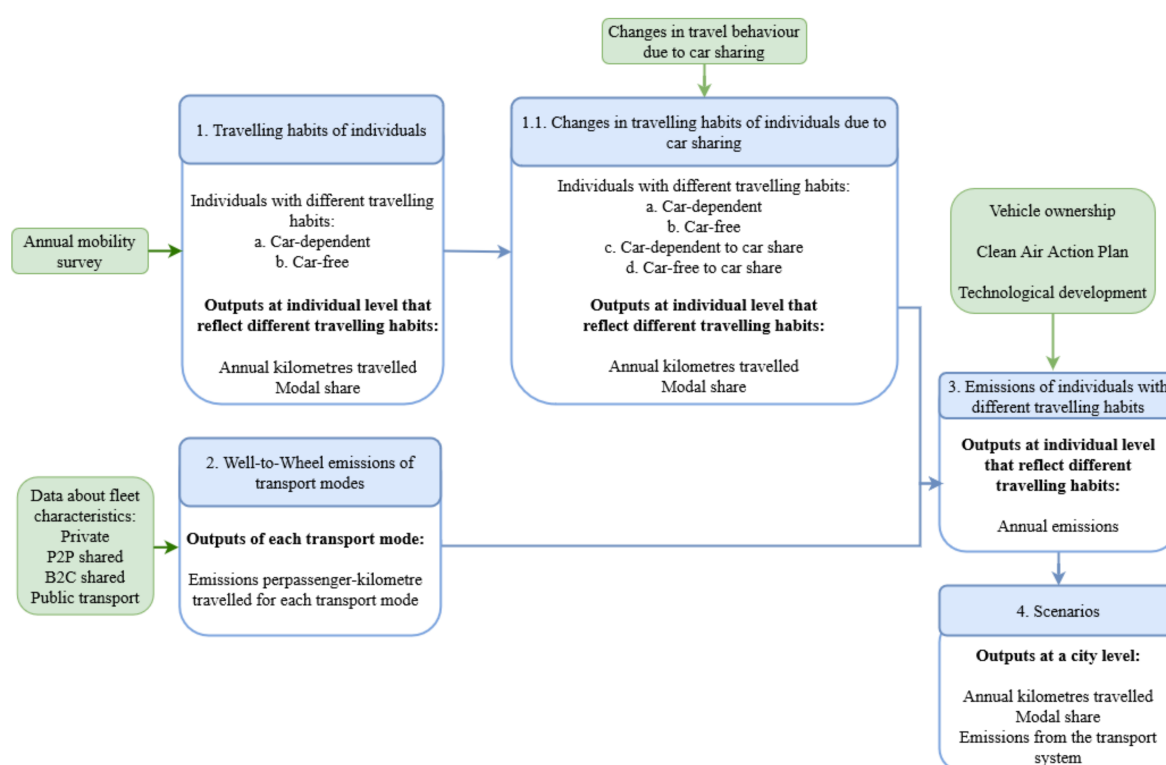 Changes in travel behaviour
due to car sharing
1. Travelling habits of individuals
Individuals with different travelling
habits:
a. Car-dependent
b. Car-free
Outputs at individual level that
reflect different travelling habits:
Annual kilometres travelled
Modal share
1.1. Changes in travelling habits of individuals due to
car sharing
Individuals with different travelling habits:
a. Car-dependent
b. Car-free
c. Car-dependent to car share
d. Car-free to car share
Outputs at individual level that
reflect different travelling habits:
Annual kilometres travelled
Modal share
Annual mobility
survey
Vehicle ownership
Clean Air Action Plan
Technological development
3. Emissions of individuals with
different travelling habits
Outputs at individual level
that reflect different
travelling habits:
Annual emissions
2. Well-to-Wheel emissions of
transport modes
Outputs of each transport mode:
Emissions perpassenger-kilometre
travelled for each transport mode
Data about fleet
characteristics:
Private
P2P shared
B2C shared
Public transport
4. Scenarios
Outputs at a city level:
Annual kilometres travelled
Modal share
Emissions from the transport
system